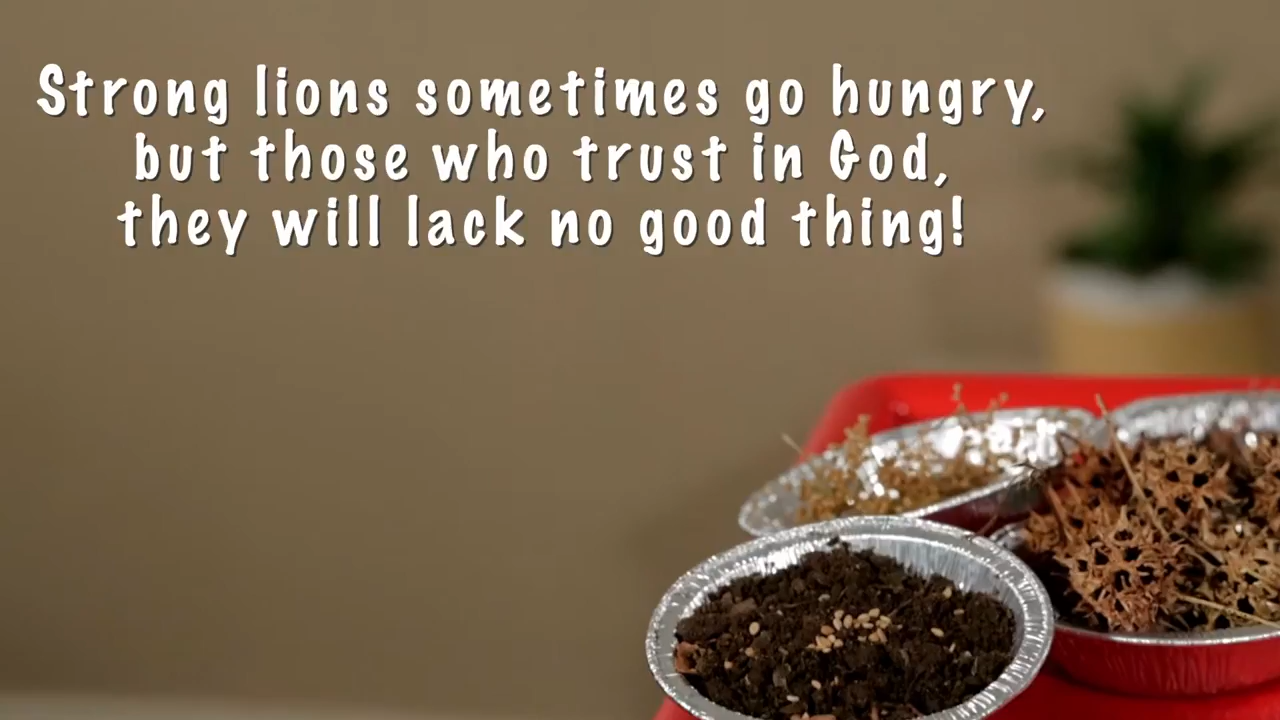 Strong lions sometimes go hungry,
but those who trust in God,
they will lack no good thing!